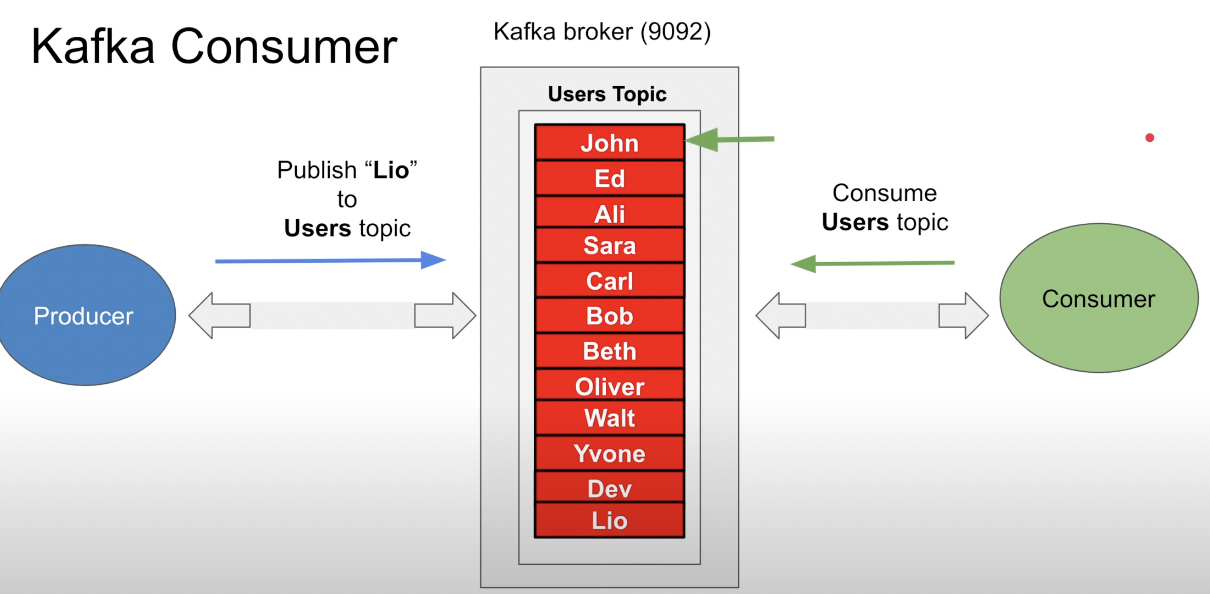 Kafka Consumer
Kafka broker (9092)
Users Topic
John
Ed
Ali
Sara
Carl
Bob
Beth
Oliver
Walt
Yvone
Dev
Lio
Publish “Lio”
to
Users topic
Producer
Consume
Users topic
Consumer